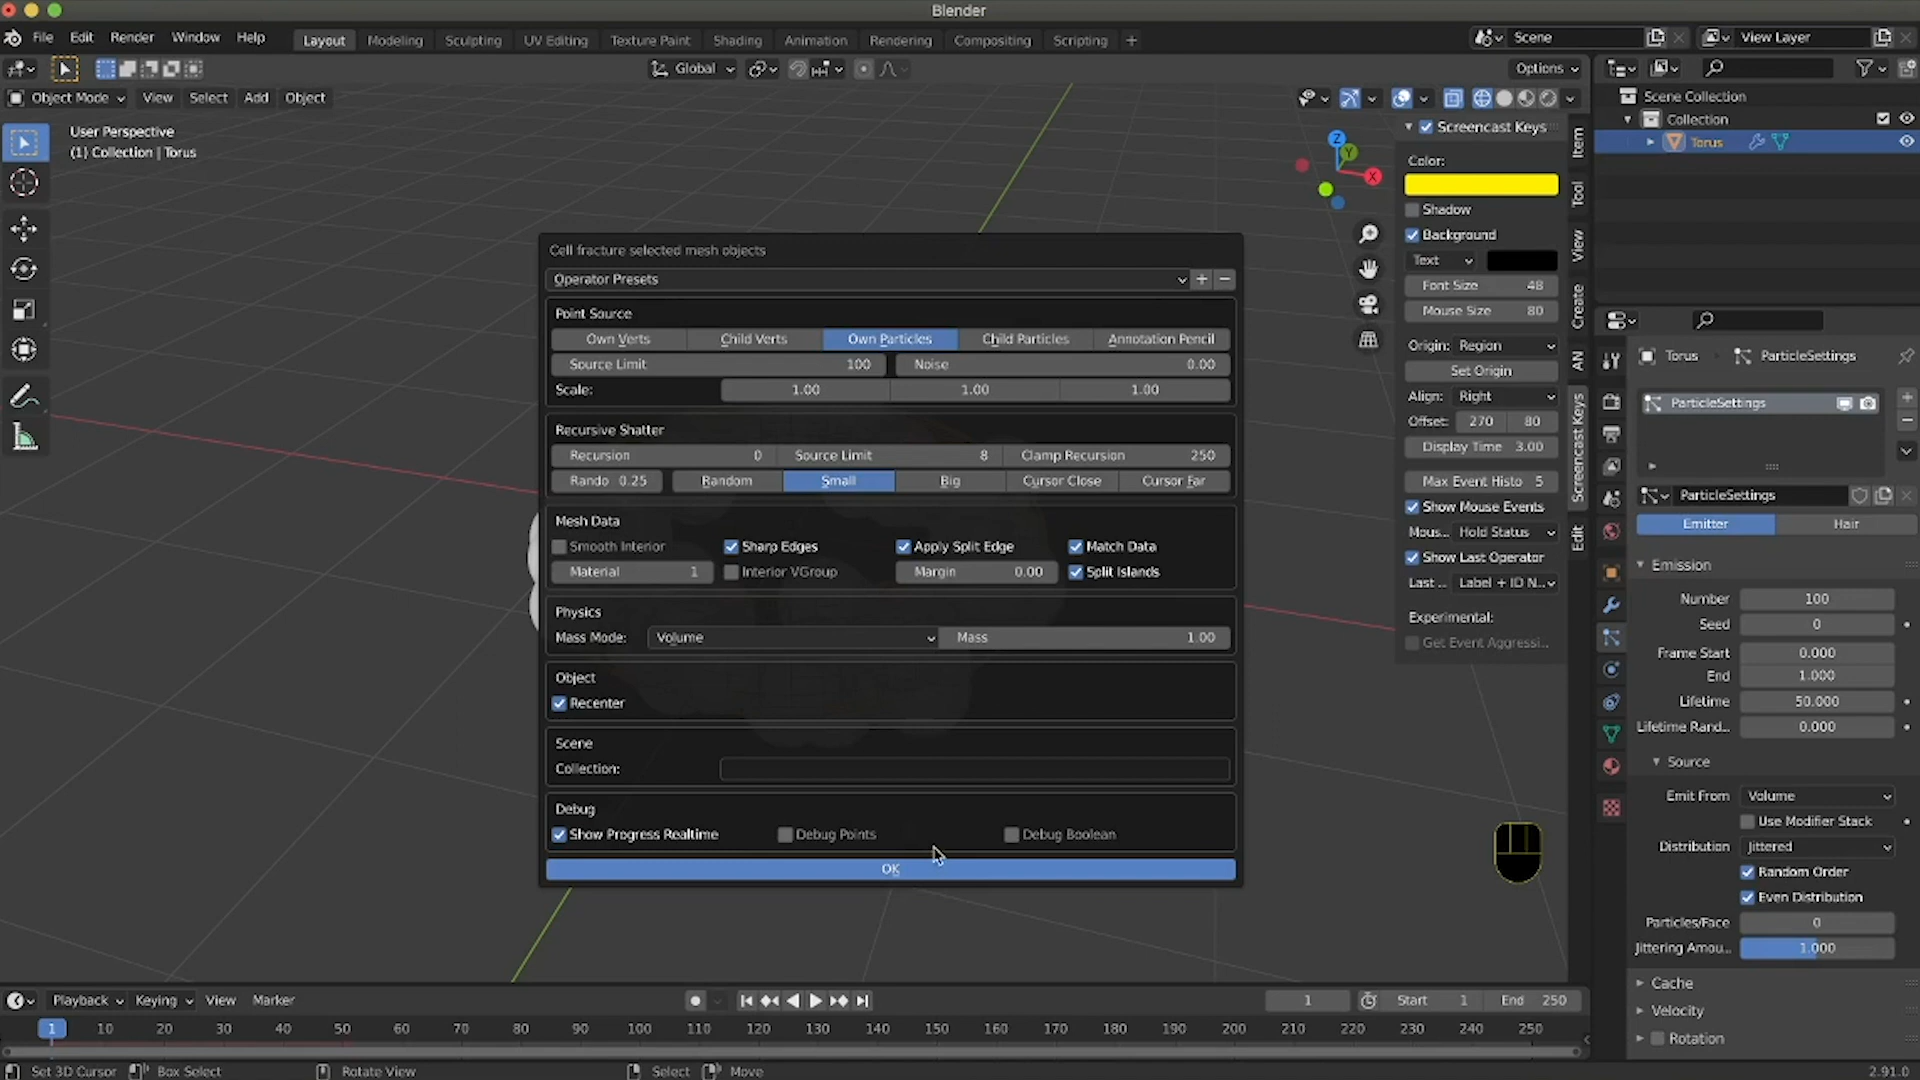 Blender
File Edit Render Window Help
Layout Modeling Sculpting UV Editing Texture Paint Shading Animation Rendering Compositing Scripting +
Scene
View Layer
Global
Options
Object Mode View Select Add Object
User Perspective
(1) Collection | Torus
Z
Y
X
Screencast Keys
Color:
Shadow
Background
Text
Font Size 48
Mouse Size 80
Origin: Region
Set Origin
Align: Right
Offset: 270 80
Display Time 3.00
Max Event Histo 5
Show Mouse Events
Mous... Hold Status
Show Last Operator
Last ... Label + ID N...
Experimental:
Get Event Aggressi...
Item
Tool
View
Create
AN
Screencast Keys
Edit
Cell fracture selected mesh objects
Operator Presets
Point Source
Own Verts Child Verts Own Particles Child Particles Annotation Pencil
Source Limit 100 Noise 0.00
Scale: 1.00 1.00 1.00
Recursive Shatter
Recursion 0 Source Limit 8 Clamp Recursion 250
Rando 0.25 Random Small Big Cursor Close Cursor Far
Mesh Data
Smooth Interior Sharp Edges Apply Split Edge Match Data
Material 1 Interior VGroup Margin 0.00 Split Islands
Physics
Mass Mode: Volume Mass 1.00
Object
Recenter
Scene
Collection:
Debug
Show Progress Realtime Debug Points Debug Boolean
OK
Scene Collection
Collection
Torus
Torus ParticleSettings
ParticleSettings
ParticleSettings
Emitter Hair
Emission
Number 100
Seed 0
Frame Start 0.000
End 1.000
Lifetime 50.000
Lifetime Rand... 0.000
Source
Emit From Volume
Use Modifier Stack
Distribution Jittered
Random Order
Even Distribution
Particles/Face 0
Jittering Amou... 1.000
Cache
Velocity
Rotation
Playback Keying View Marker
1 Start 1 End 250
1 10 20 30 40 50 60 70 80 90 100 110 120 130 140 150 160 170 180 190 200 210 220 230 240 250
Set 3D Cursor Box Select Rotate View Select Move 2.91.0